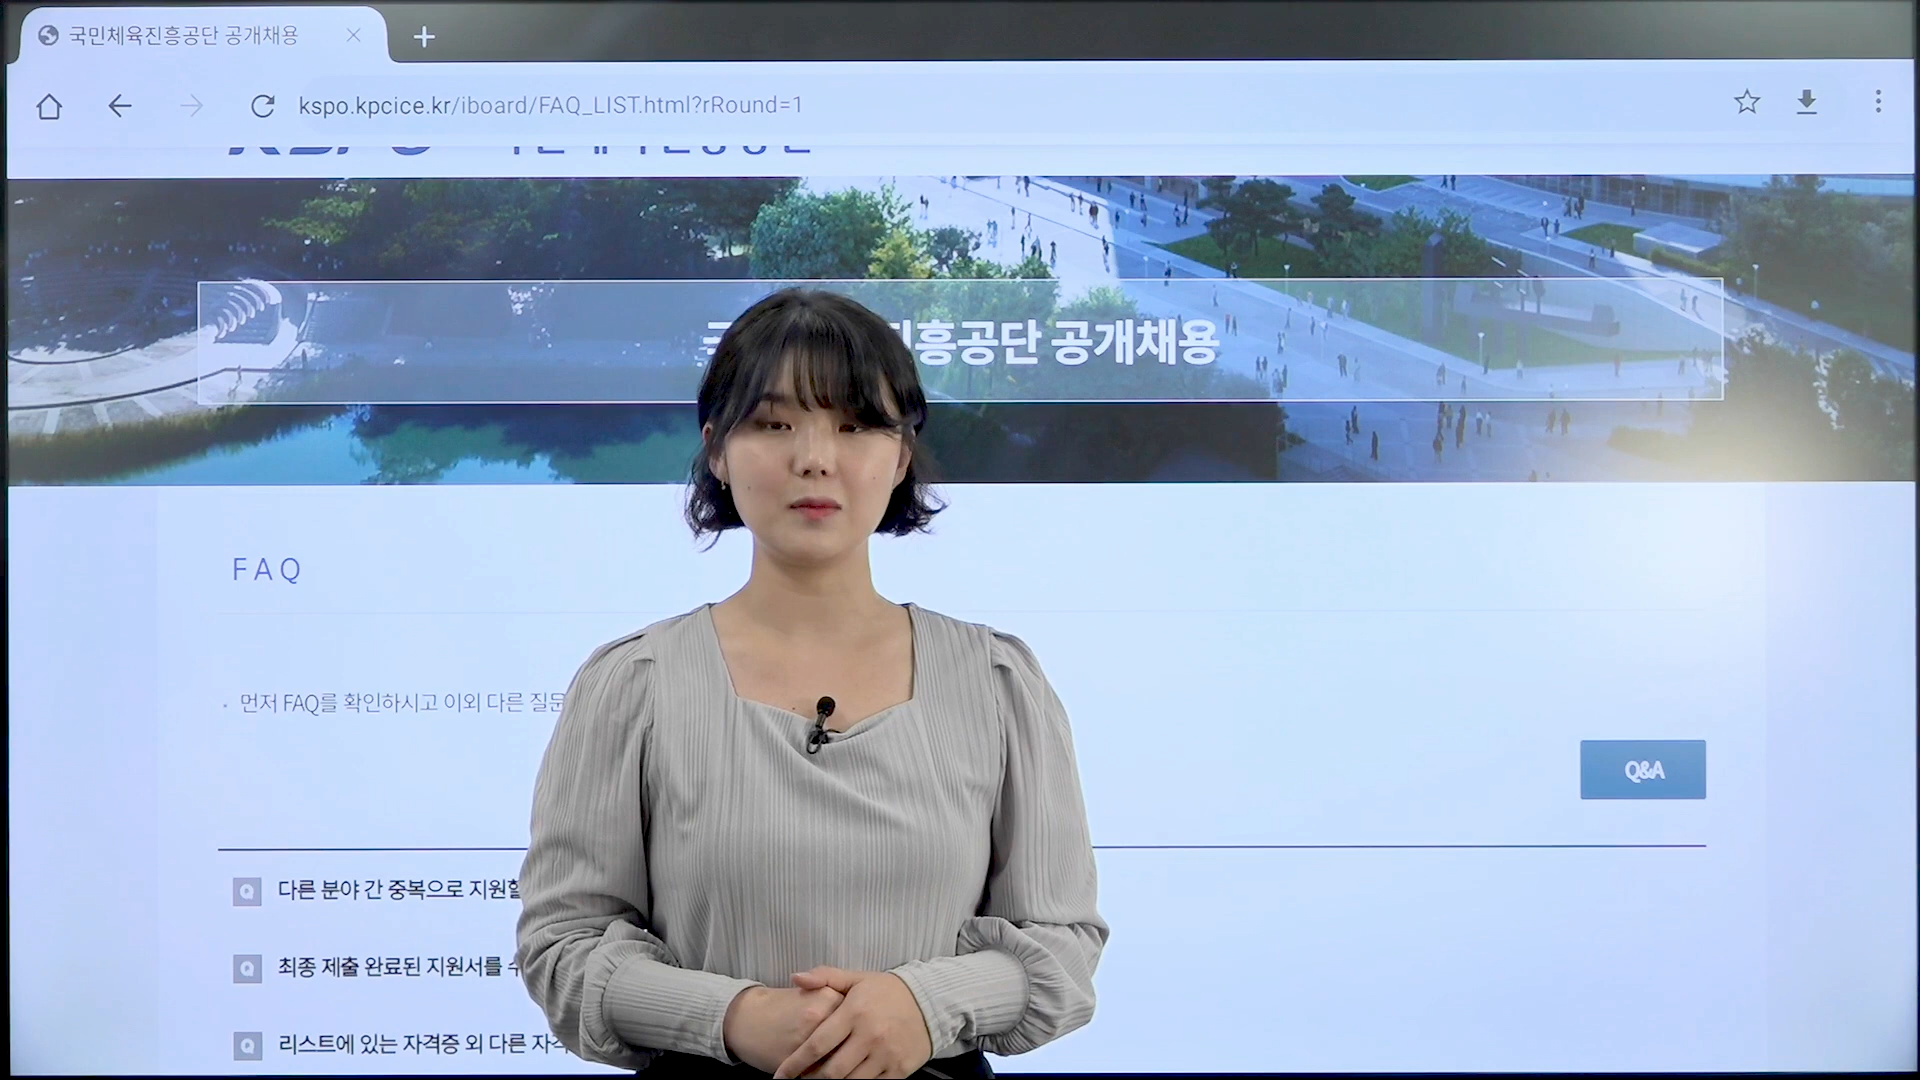 국민체육진흥공단 공개채용
kspo.kpcice.kr/iboard/FAQ_LIST.html?rRound=1
진흥공단 공개채용
FAQ
먼저 FAQ를 확인하시고 이외 다른 질문
Q&A
Q 다른 분야 간 중복으로 지원할
Q 최종 제출 완료된 지원서를
Q 리스트에 있는 자격증 외 다른 자격